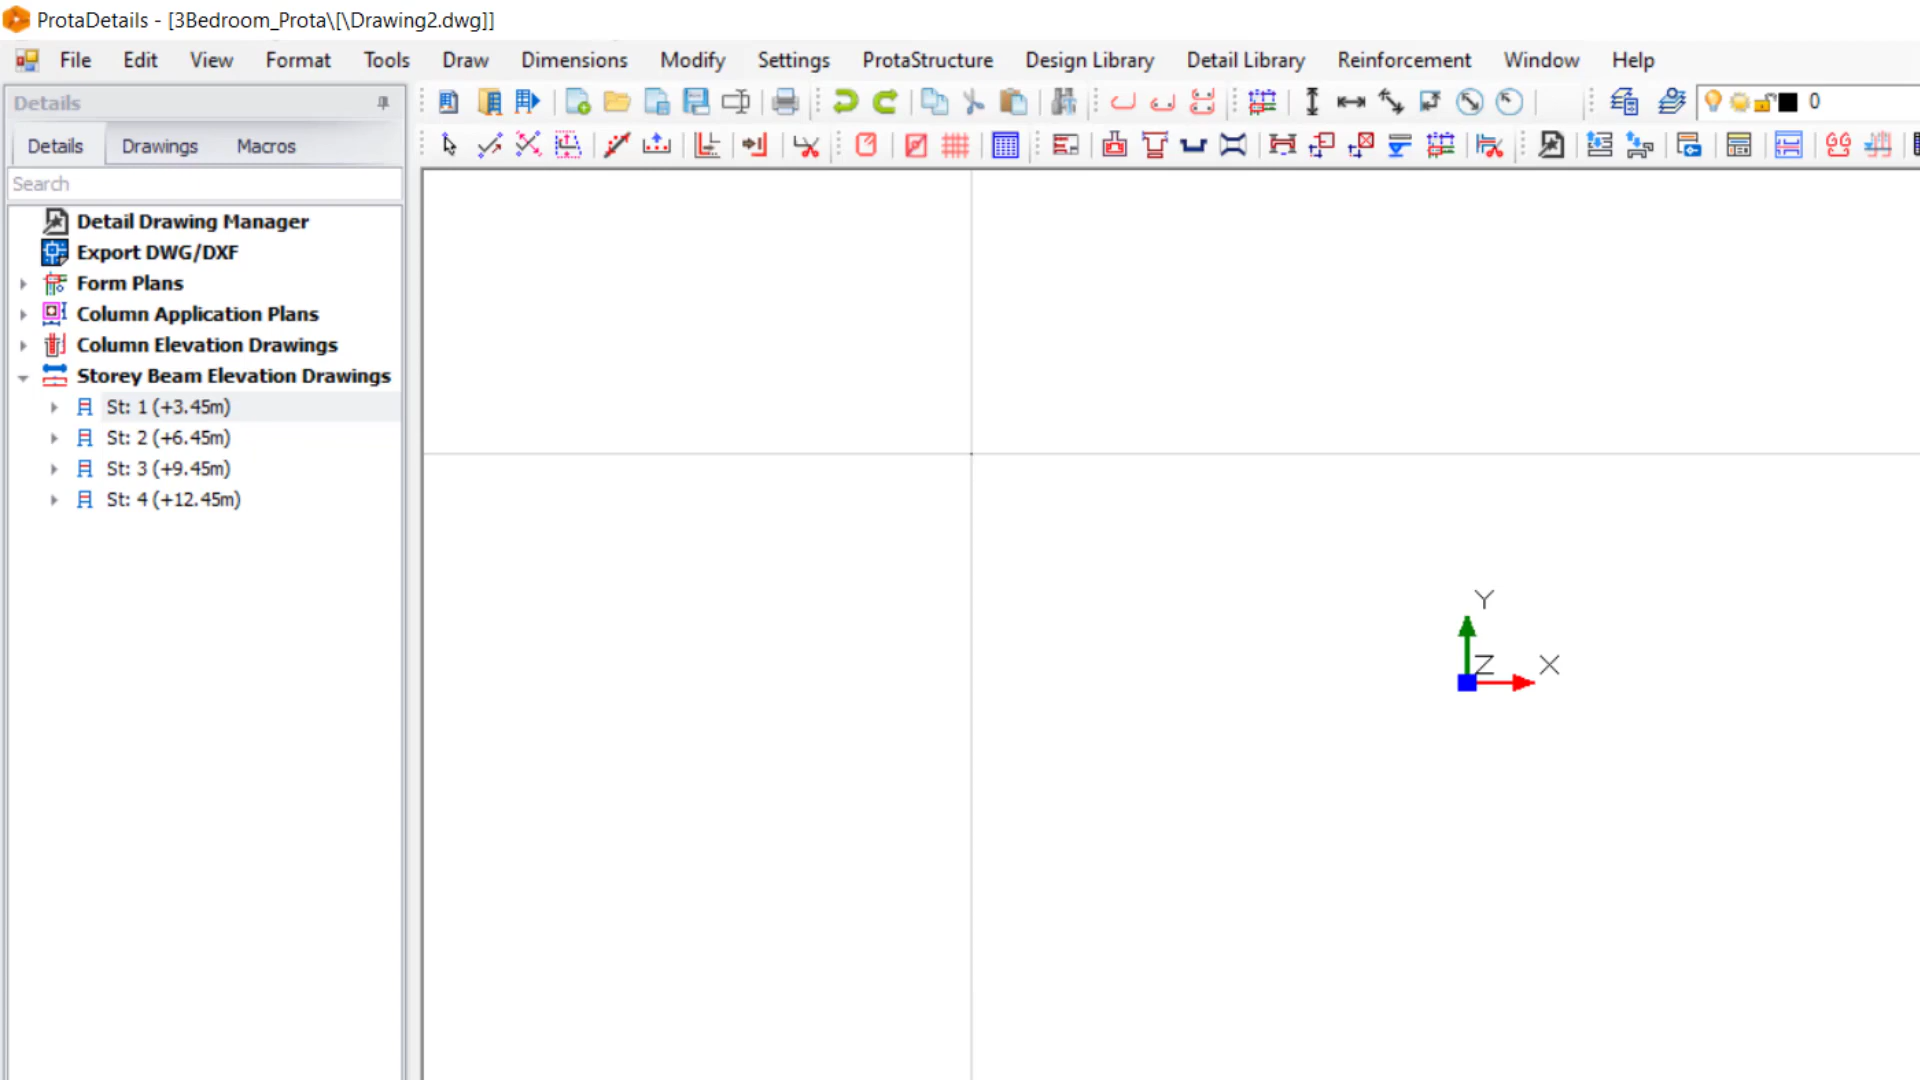 ProtaDetails - [3Bedroom_Prota\[\Drawing2.dwg]]
File Edit View Format Tools Draw Dimensions Modify Settings ProtaStructure Design Library Detail Library Reinforcement Window Help
Details
0
Details Drawings Macros
Search
Detail Drawing Manager
Export DWG/DXF
Form Plans
Column Application Plans
Column Elevation Drawings
Storey Beam Elevation Drawings
St: 1 (+3.45m)
St: 2 (+6.45m)
St: 3 (+9.45m)
St: 4 (+12.45m)
Y
Z X